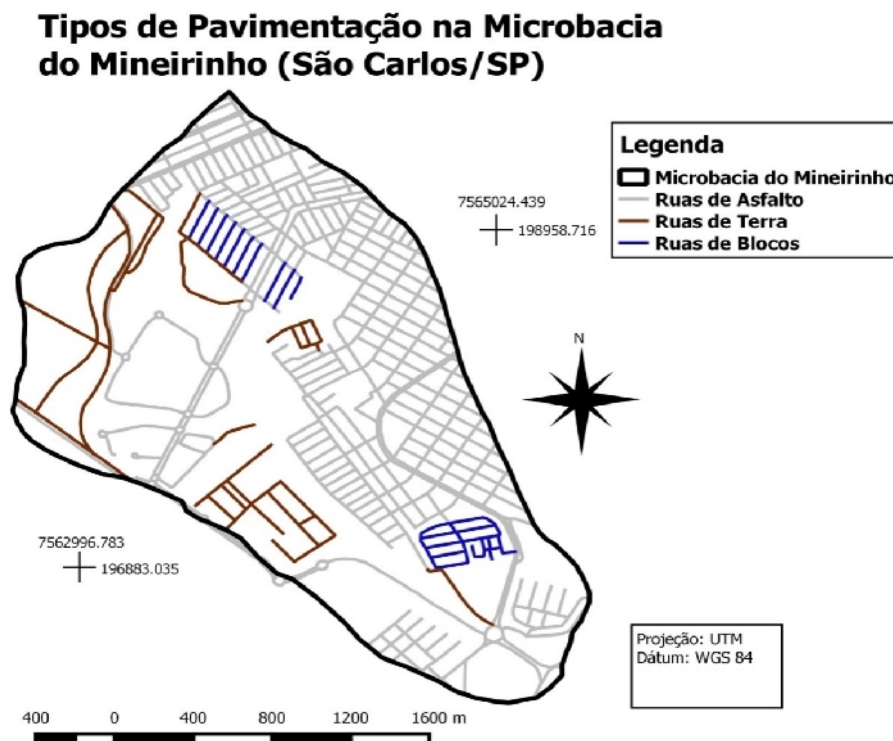 Tipos de Pavimentação na Microbacia
do Mineirinho (São Carlos/SP)
Legenda
Microbacia do Mineirinho
Ruas de Asfalto
Ruas de Terra
Ruas de Blocos
7565024.439
198958.716
N
7562996.783
196883.035
Projeção: UTM
Dátum: WGS 84
400 0 400 800 1200 1600 m